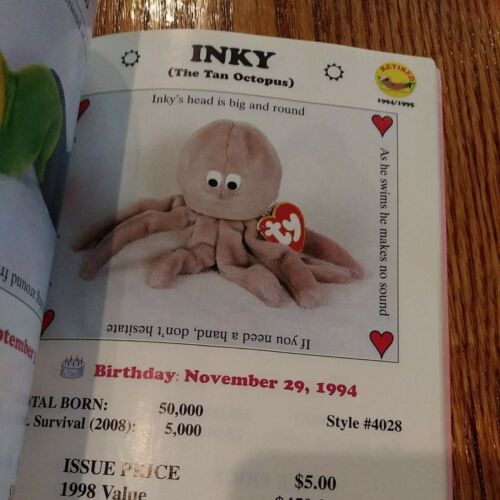 INKY
(The Tan Octopus)
RETIRED
1994/1995
Inky's head is big and round
As he swims he makes no sound
If you need a hand, don't hesitate
ty
Birthday: November 29, 1994
TAL BORN: 50,000
. Survival (2008): 5,000
Style #4028
ISSUE PRICE $5.00
1998 Value